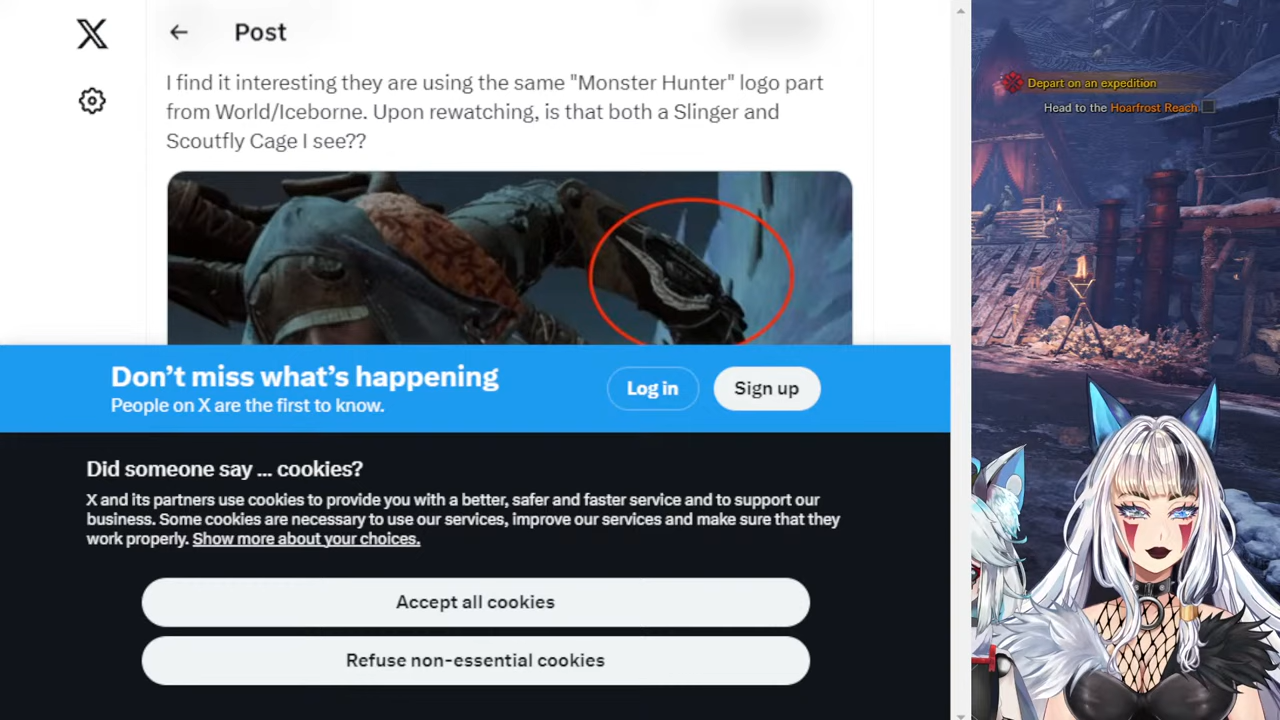 Post
I find it interesting they are using the same "Monster Hunter" logo part
from World/Iceborne. Upon rewatching, is that both a Slinger and
Scoutfly Cage I see??
Don't miss what's happening
People on X are the first to know.
Log in
Sign up
Did someone say ... cookies?
X and its partners use cookies to provide you with a better, safer and faster service and to support our
business. Some cookies are necessary to use our services, improve our services and make sure that they
work properly. Show more about your choices.
Accept all cookies
Refuse non-essential cookies
Depart on an expedition
Head to the Hoarfrost Reach